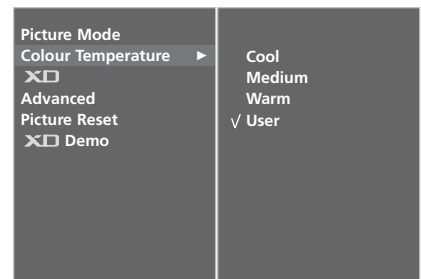 Picture Mode
Colour Temperature ►
XD
Advanced
Picture Reset
XD Demo
Cool
Medium
Warm
√ User